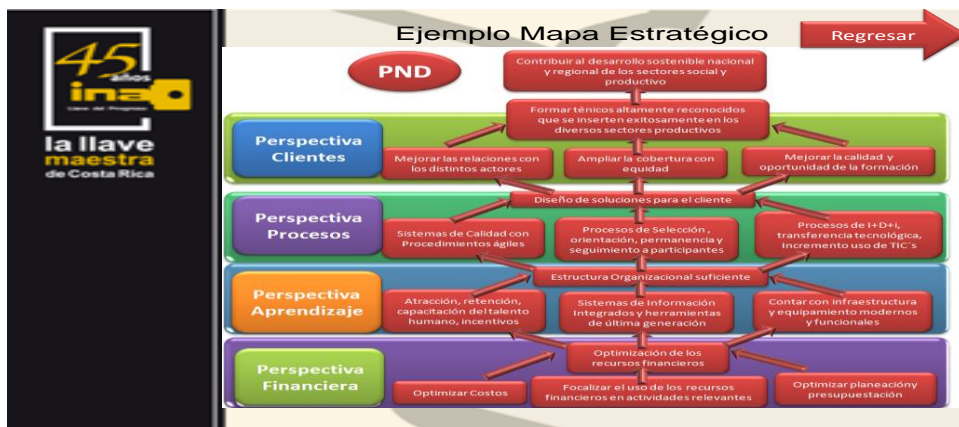 45
años
ina
Llave del Progreso
la llave
maestra
de Costa Rica
Ejemplo Mapa Estratégico
Regresar
PND
Contribuir al desarrollo sostenible nacional
y regional de los sectores social y
productivo
Formar ténicos altamente reconocidos
que se inserten exitosamente en los
diversos sectores productivos
Perspectiva
Clientes
Mejorar las relaciones con
los distintos actores
Ampliar la cobertura con
equidad
Mejorar la calidad y
oportunidad de la formación
Diseño de soluciones para el cliente
Perspectiva
Procesos
Sistemas de Calidad con
Procedimientos ágiles
Procesos de Selección ,
orientación, permanencia y
seguimiento a participantes
Procesos de I+D+i,
transferencia tecnológica,
Incremento uso de TIC´s
Estructura Organizacional suficiente
Perspectiva
Aprendizaje
Atracción, retención,
capacitación del talento
humano, incentivos
Sistemas de Información
Integrados y herramientas
de última generación
Contar con infraestructura
y equipamiento modernos
y funcionales
Optimización de los
recursos financieros
Perspectiva
Financiera
Optimizar Costos
Focalizar el uso de los recursos
financieros en actividades relevantes
Optimizar planeacióny
presupuestación